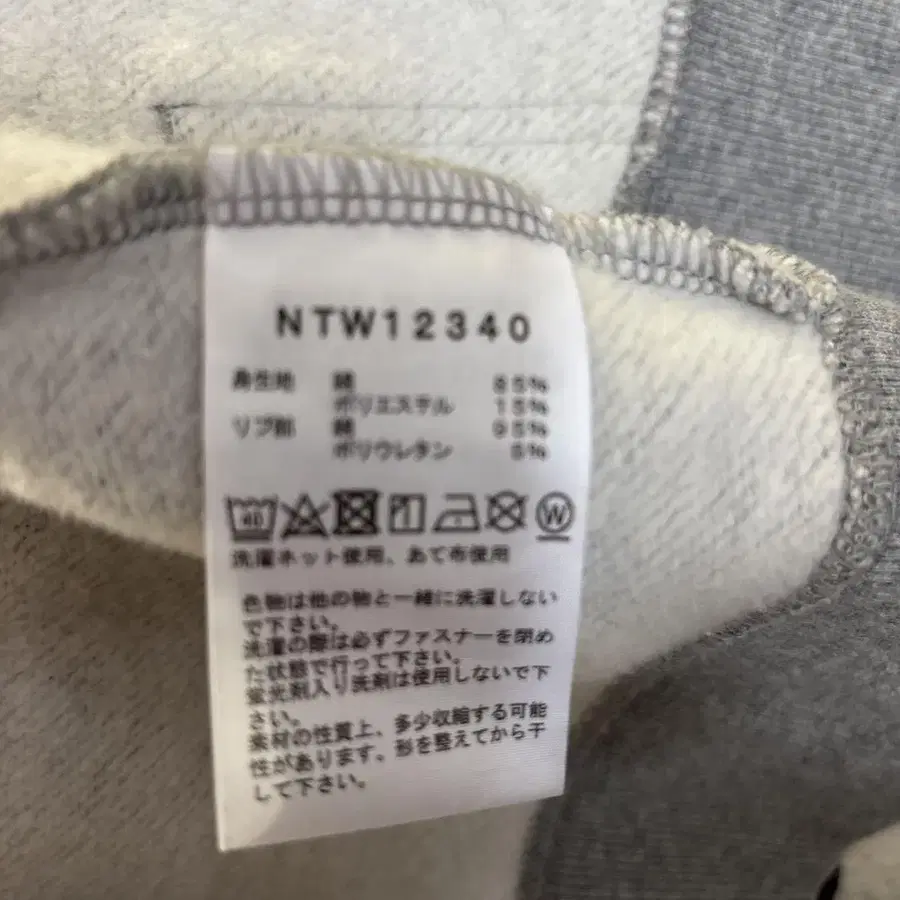 NTW12340
身生地 綿 85%
ポリエステル 15%
リブ部 綿 95%
ポリウレタン 5%
40 W
洗濯ネット使用、あて布使用
色物は他の物と一緒に洗濯しない
で下さい。
洗濯の際は必ずファスナーを閉め
た状態で行って下さい。
蛍光剤入り洗剤は使用しないで下
さい。
素材の性質上、多少収縮する可能
性があります、形を整えてから干
して下さい。